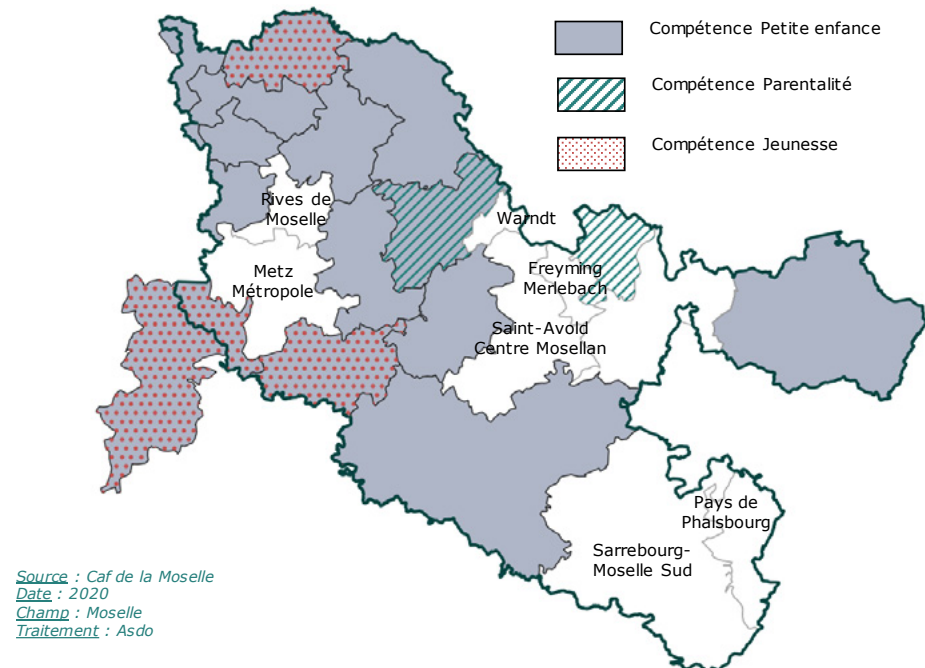 Compétence Petite enfance
Compétence Parentalité
Compétence Jeunesse
Rives de
Moselle
Warndt
Metz
Métropole
Freyming
Merlebach
Saint-Avold
Centre Mosellan
Pays de
Phalsbourg
Sarrebourg-
Moselle Sud
Source : Caf de la Moselle
Date : 2020
Champ : Moselle
Traitement : Asdo